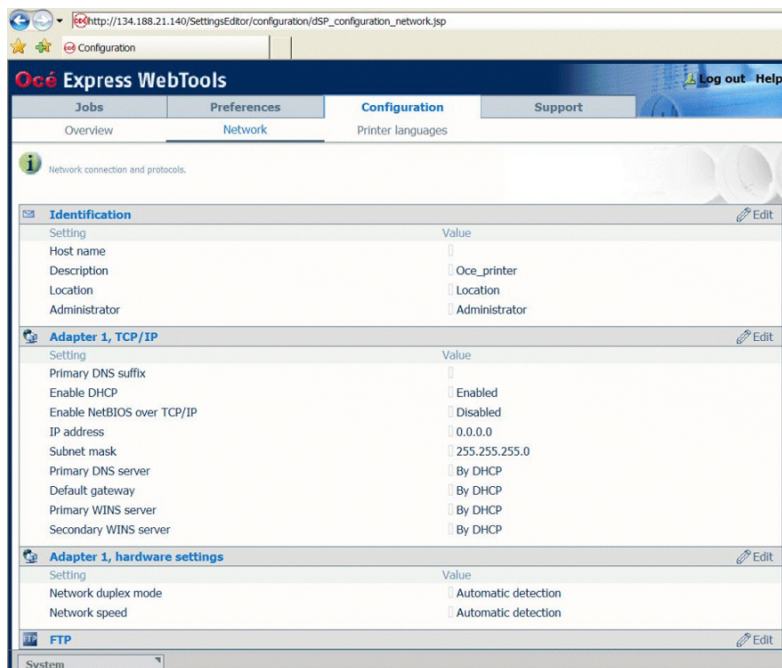 http://134.188.21.140/SettingsEditor/configuration/dSP_configuration_network.jsp
océ Configuration
Océ Express WebTools Log out Help
Jobs Preferences Configuration Support
Overview Network Printer languages
Network connection and protocols.
Identification Edit
Setting Value
Host name
Description Oce_printer
Location Location
Administrator Administrator
Adapter 1, TCP/IP Edit
Setting Value
Primary DNS suffix
Enable DHCP Enabled
Enable NetBIOS over TCP/IP Disabled
IP address 0.0.0.0
Subnet mask 255.255.255.0
Primary DNS server By DHCP
Default gateway By DHCP
Primary WINS server By DHCP
Secondary WINS server By DHCP
Adapter 1, hardware settings Edit
Setting Value
Network duplex mode Automatic detection
Network speed Automatic detection
FTP FTP Edit
System